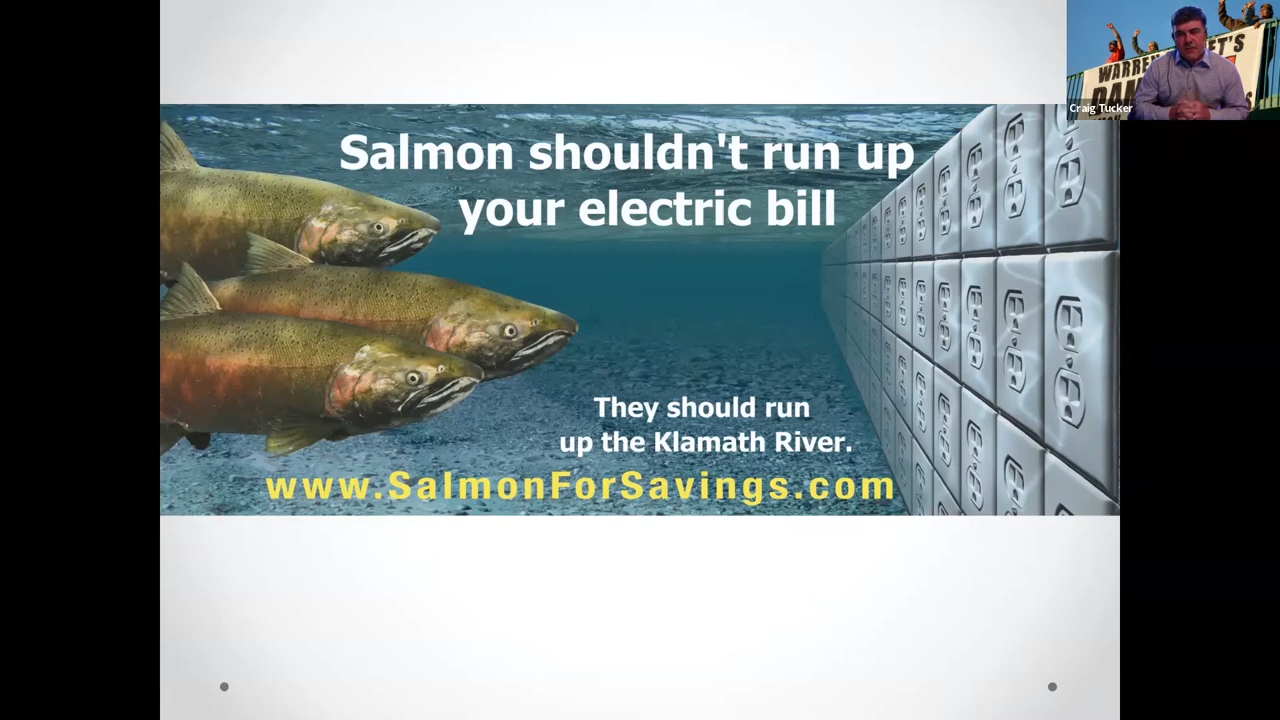 Salmon shouldn't run up
your electric bill
They should run
up the Klamath River.
www.SalmonForSavings.com
WARREN
Craig Tucker